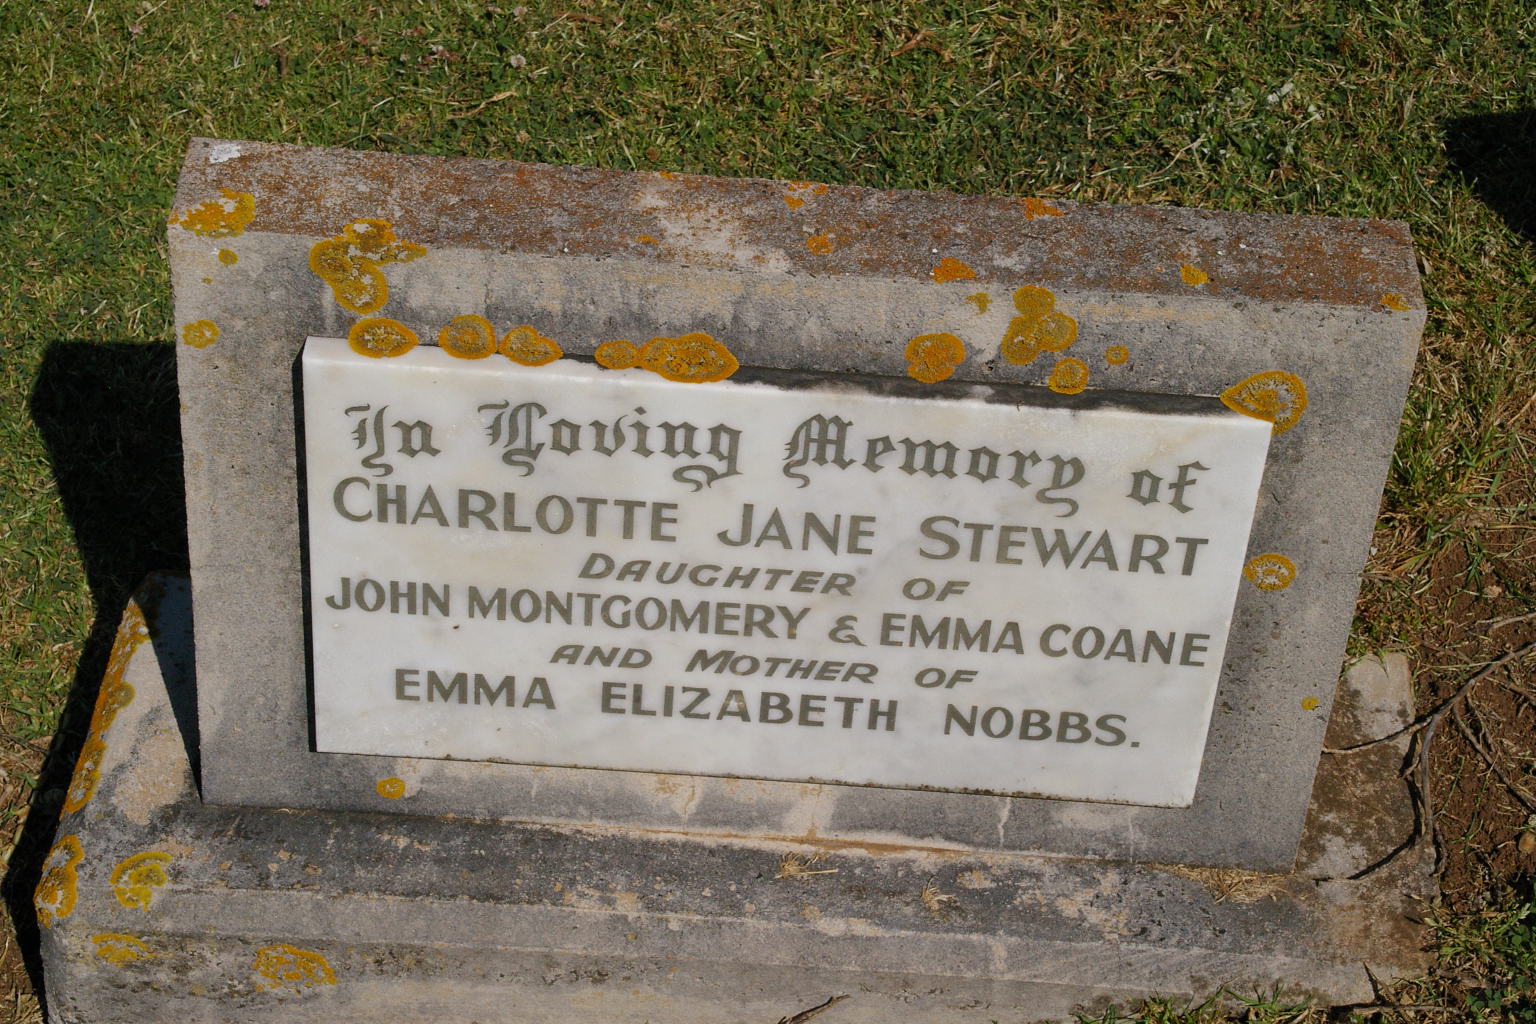 In Loving Memory of
CHARLOTTE JANE STEWART
DAUGHTER OF
JOHN MONTGOMERY & EMMA COANE
AND MOTHER OF
EMMA ELIZABETH NOBBS.